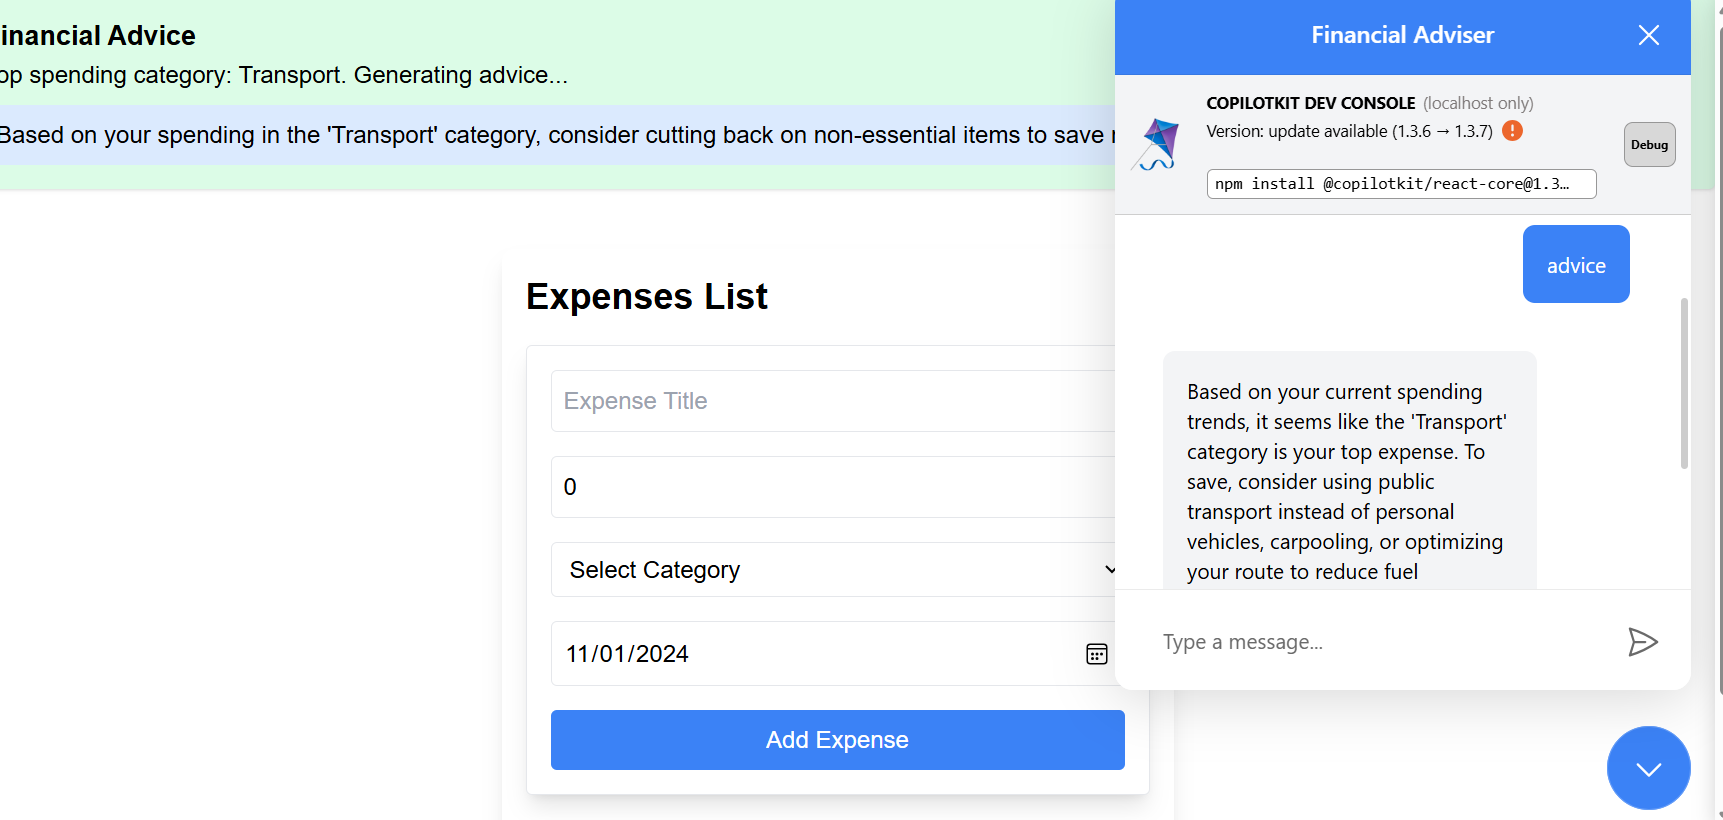 inancial Advice
op spending category: Transport. Generating advice...
Based on your spending in the 'Transport' category, consider cutting back on non-essential items to save
Expenses List
Expense Title
0
Select Category
11/01/2024
Add Expense
Financial Adviser
COPILOTKIT DEV CONSOLE (localhost only)
Version: update available (1.3.6 → 1.3.7)
Debug
npm install @copilotkit/react-core@1.3...
advice
Based on your current spending
trends, it seems like the 'Transport'
category is your top expense. To
save, consider using public
transport instead of personal
vehicles, carpooling, or optimizing
your route to reduce fuel
Type a message...